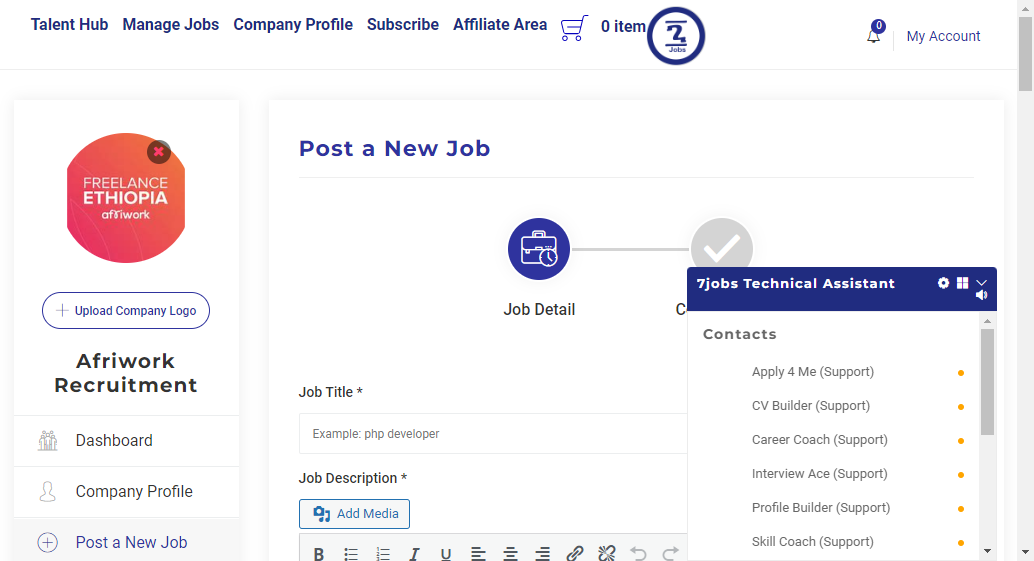 Talent Hub Manage Jobs Company Profile Subscribe Affiliate Area 0 item
Jobs
0
My Account
FREELANCE
ETHIOPIA
afriwork
Upload Company Logo
Afriwork
Recruitment
Dashboard
Company Profile
Post a New Job
Post a New Job
Job Detail
C
Job Title *
Example: php developer
Job Description *
Add Media
B I U
7jobs Technical Assistant
Contacts
Apply 4 Me (Support)
CV Builder (Support)
Career Coach (Support)
Interview Ace (Support)
Profile Builder (Support)
Skill Coach (Support)